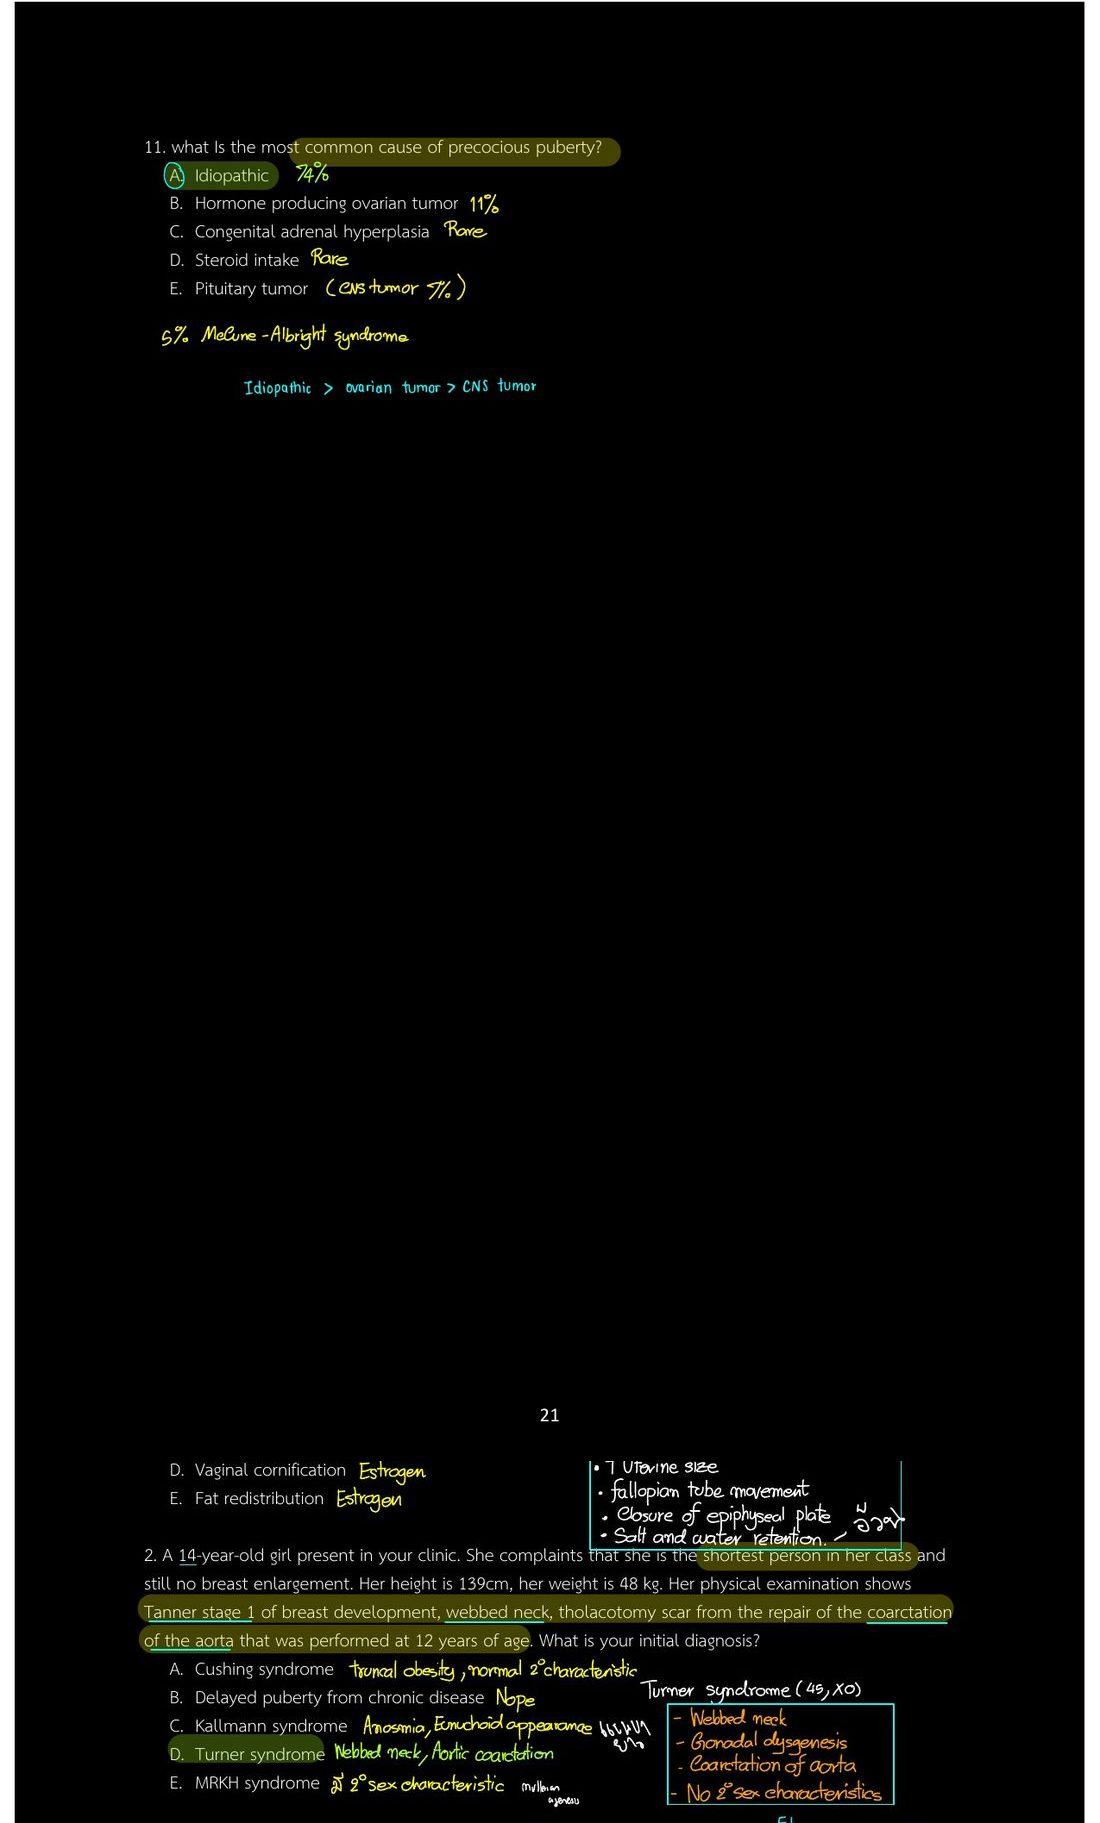 11. what Is the most common cause of precocious puberty?
A. Idiopathic 74%
B. Hormone producing ovarian tumor 11%
C. Congenital adrenal hyperplasia Rare
D. Steroid intake Rare
E. Pituitary tumor (CNS tumor 7%)
5% McCune-Albright syndrome
Idiopathic > ovarian tumor > CNS tumor
21
D. Vaginal cornification Estrogen
E. Fat redistribution Estrogen
• ↑ Uterine size
• fallopian tube movement
• Closure of epiphyseal plate
• Salt and water retention.
2. A 14-year-old girl present in your clinic. She complaints that she is the shortest person in her class and
still no breast enlargement. Her height is 139cm, her weight is 48 kg. Her physical examination shows
Tanner stage 1 of breast development, webbed neck, tholacotomy scar from the repair of the coarctation
of the aorta that was performed at 12 years of age. What is your initial diagnosis?
A. Cushing syndrome truncal obesity, normal 2° characteristic
B. Delayed puberty from chronic disease Nope
C. Kallmann syndrome Anosmia, Eunuchoid appearance
D. Turner syndrome Webbed neck, Aortic coarctation
E. MRKH syndrome มี 2° sex characteristic mullerian agenesis
Turner syndrome (45, XO)
- Webbed neck
- Gonadal dysgenesis
- Coarctation of aorta
- No 2° sex characteristics